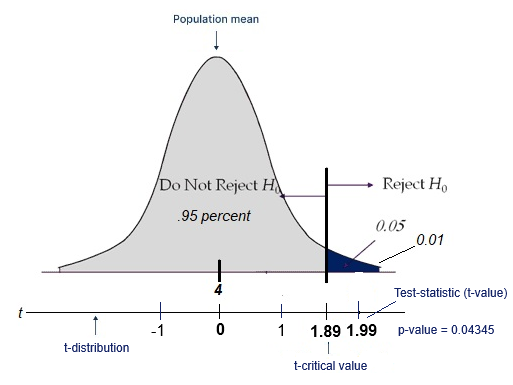 Population mean
Do Not Reject H₀
Reject H₀
.95 percent
0.05
0.01
4
Test-statistic (t-value)
t
-1
0
1
1.89
1.99
p-value = 0.04345
t-distribution
t-critical value